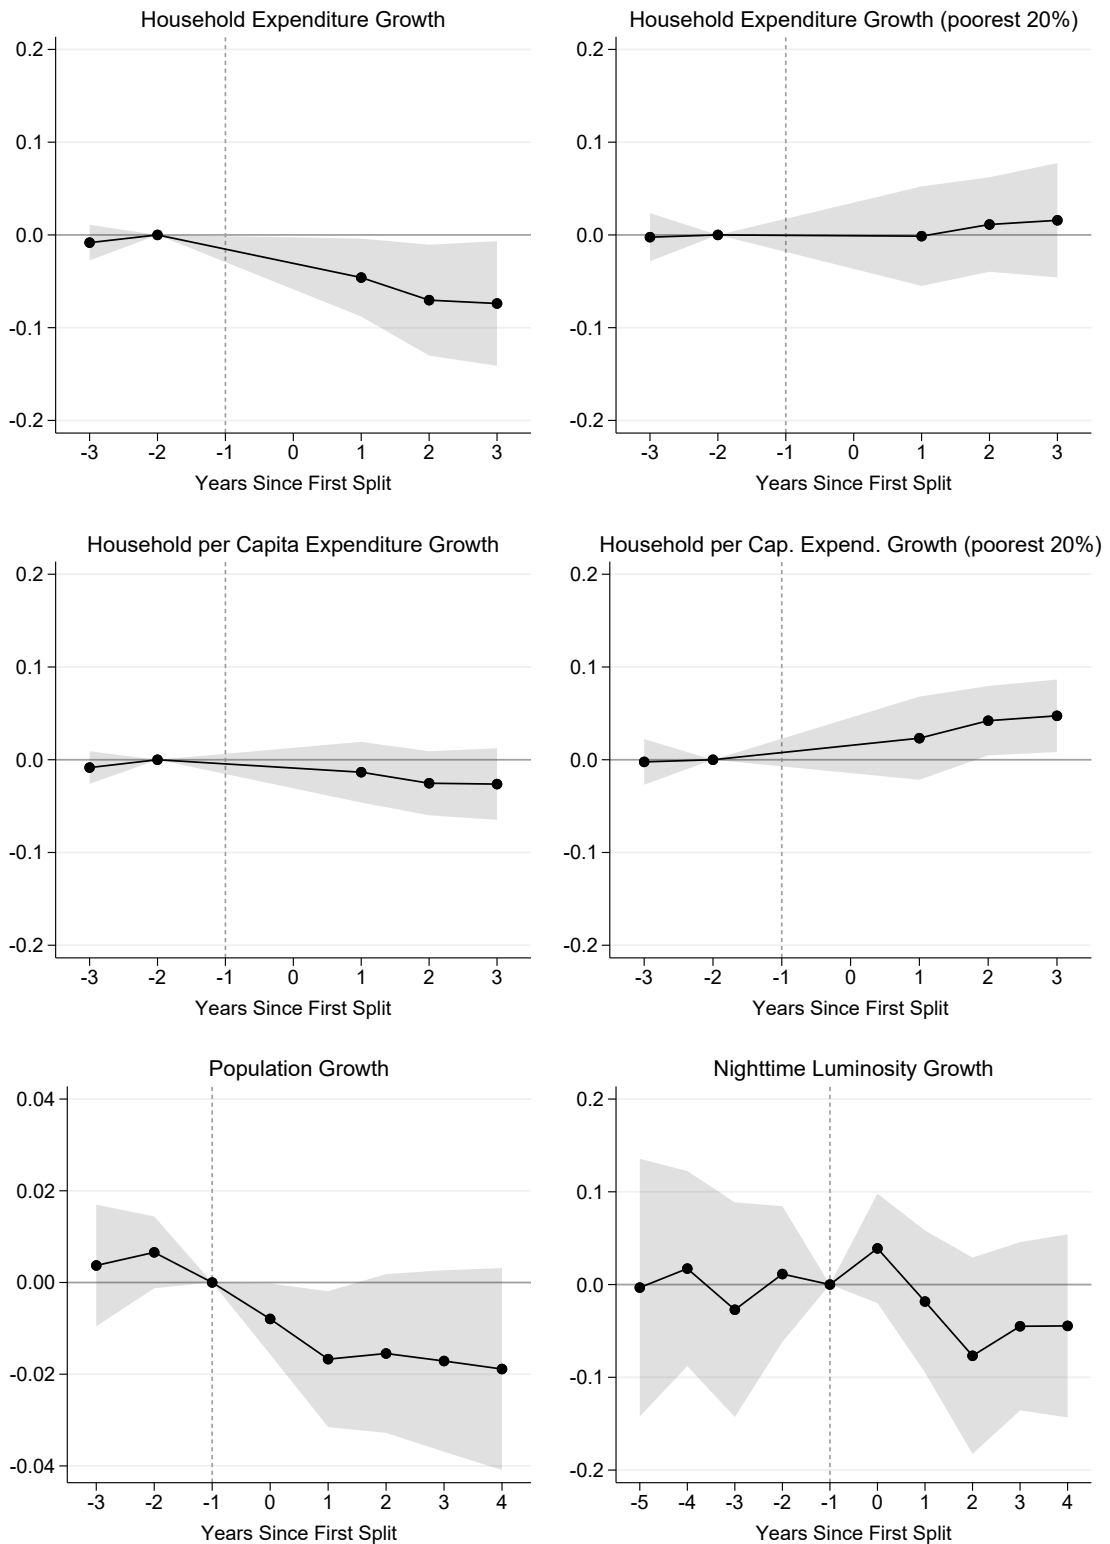 Household Expenditure Growth
0.2
0.1
0.0
-0.1
-0.2
-3 -2 -1 0 1 2 3
Years Since First Split
Household Expenditure Growth (poorest 20%)
0.2
0.1
0.0
-0.1
-0.2
-3 -2 -1 0 1 2 3
Years Since First Split
Household per Capita Expenditure Growth
0.2
0.1
0.0
-0.1
-0.2
-3 -2 -1 0 1 2 3
Years Since First Split
Household per Cap. Expend. Growth (poorest 20%)
0.2
0.1
0.0
-0.1
-0.2
-3 -2 -1 0 1 2 3
Years Since First Split
Population Growth
0.04
0.02
0.00
-0.02
-0.04
-3 -2 -1 0 1 2 3 4
Years Since First Split
Nighttime Luminosity Growth
0.2
0.1
0.0
-0.1
-0.2
-5 -4 -3 -2 -1 0 1 2 3 4
Years Since First Split